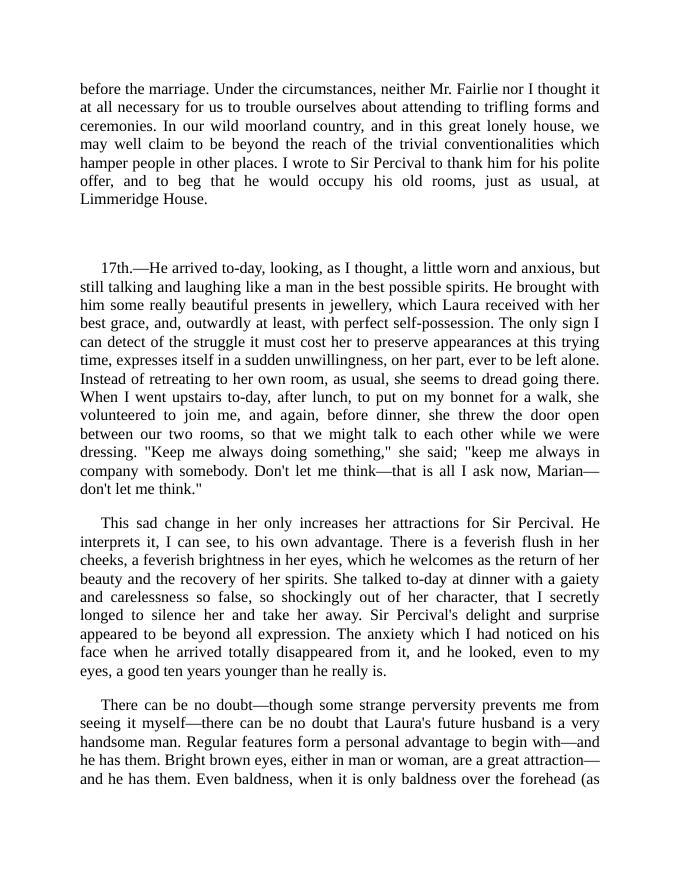 before the marriage. Under the circumstances, neither Mr. Fairlie nor I thought it
at all necessary for us to trouble ourselves about attending to trifling forms and
ceremonies. In our wild moorland country, and in this great lonely house, we
may well claim to be beyond the reach of the trivial conventionalities which
hamper people in other places. I wrote to Sir Percival to thank him for his polite
offer, and to beg that he would occupy his old rooms, just as usual, at
Limmeridge House.
17th.—He arrived to-day, looking, as I thought, a little worn and anxious, but
still talking and laughing like a man in the best possible spirits. He brought with
him some really beautiful presents in jewellery, which Laura received with her
best grace, and, outwardly at least, with perfect self-possession. The only sign I
can detect of the struggle it must cost her to preserve appearances at this trying
time, expresses itself in a sudden unwillingness, on her part, ever to be left alone.
Instead of retreating to her own room, as usual, she seems to dread going there.
When I went upstairs to-day, after lunch, to put on my bonnet for a walk, she
volunteered to join me, and again, before dinner, she threw the door open
between our two rooms, so that we might talk to each other while we were
dressing. "Keep me always doing something," she said; "keep me always in
company with somebody. Don't let me think—that is all I ask now, Marian—
don't let me think."
This sad change in her only increases her attractions for Sir Percival. He
interprets it, I can see, to his own advantage. There is a feverish flush in her
cheeks, a feverish brightness in her eyes, which he welcomes as the return of her
beauty and the recovery of her spirits. She talked to-day at dinner with a gaiety
and carelessness so false, so shockingly out of her character, that I secretly
longed to silence her and take her away. Sir Percival's delight and surprise
appeared to be beyond all expression. The anxiety which I had noticed on his
face when he arrived totally disappeared from it, and he looked, even to my
eyes, a good ten years younger than he really is.
There can be no doubt—though some strange perversity prevents me from
seeing it myself—there can be no doubt that Laura's future husband is a very
handsome man. Regular features form a personal advantage to begin with—and
he has them. Bright brown eyes, either in man or woman, are a great attraction—
and he has them. Even baldness, when it is only baldness over the forehead (as